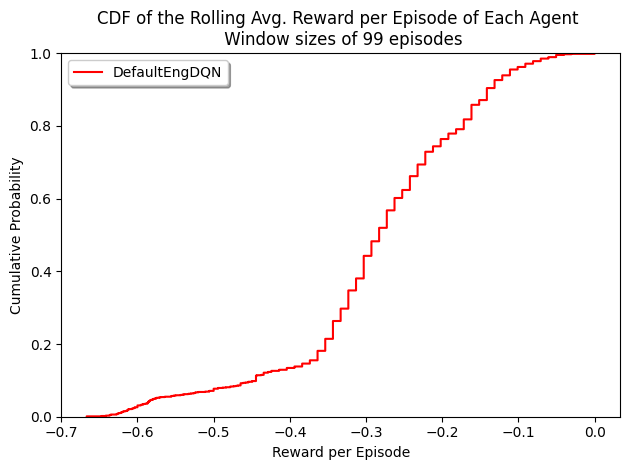 CDF of the Rolling Avg. Reward per Episode of Each Agent
Window sizes of 99 episodes
DefaultEngDQN
Cumulative Probability
1.0
0.8
0.6
0.4
0.2
0.0
−0.7 −0.6 −0.5 −0.4 −0.3 −0.2 −0.1 0.0
Reward per Episode